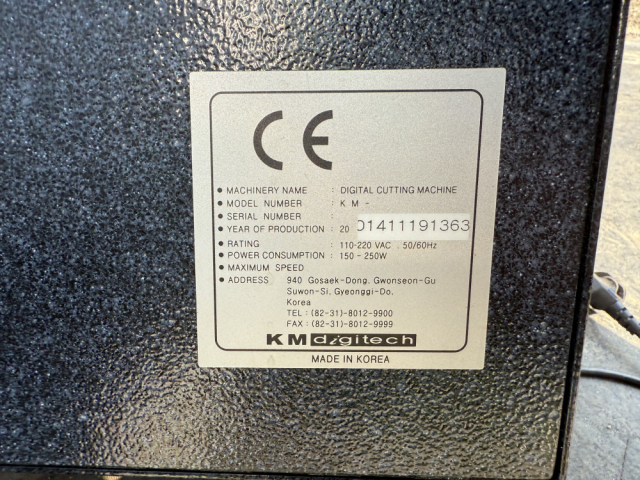 CE
• MACHINERY NAME : DIGITAL CUTTING MACHINE
• MODEL NUMBER : K M -
• SERIAL NUMBER :
• YEAR OF PRODUCTION : 20
01411191363
• RATING : 110-220 VAC . 50/60Hz
• POWER CONSUMPTION : 150 - 250W
• MAXIMUM SPEED
• ADDRESS 940 Gosaek-Dong. Gwonseon-Gu
Suwon-Si. Gyeonggi-Do.
Korea
TEL : (82-31)-8012-9900
FAX : (82-31)-8012-9999
KM digitech
MADE IN KOREA